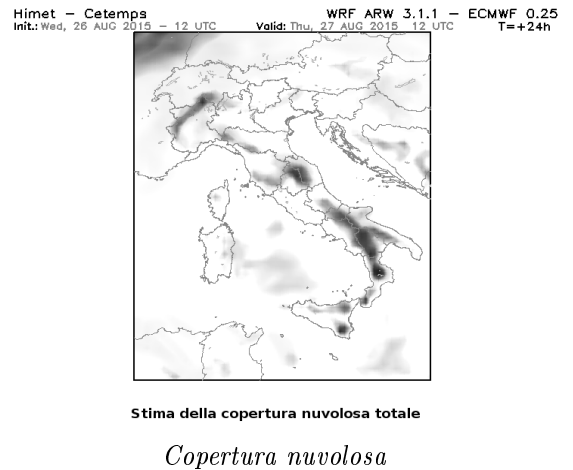 Himet – Cetemps WRF ARW 3.1.1 – ECMWF 0.25
Init.: Wed, 26 AUG 2015 – 12 UTC Valid: Thu, 27 AUG 2015 12 UTC T=+24h
Stima della copertura nuvolosa totale
Copertura nuvolosa